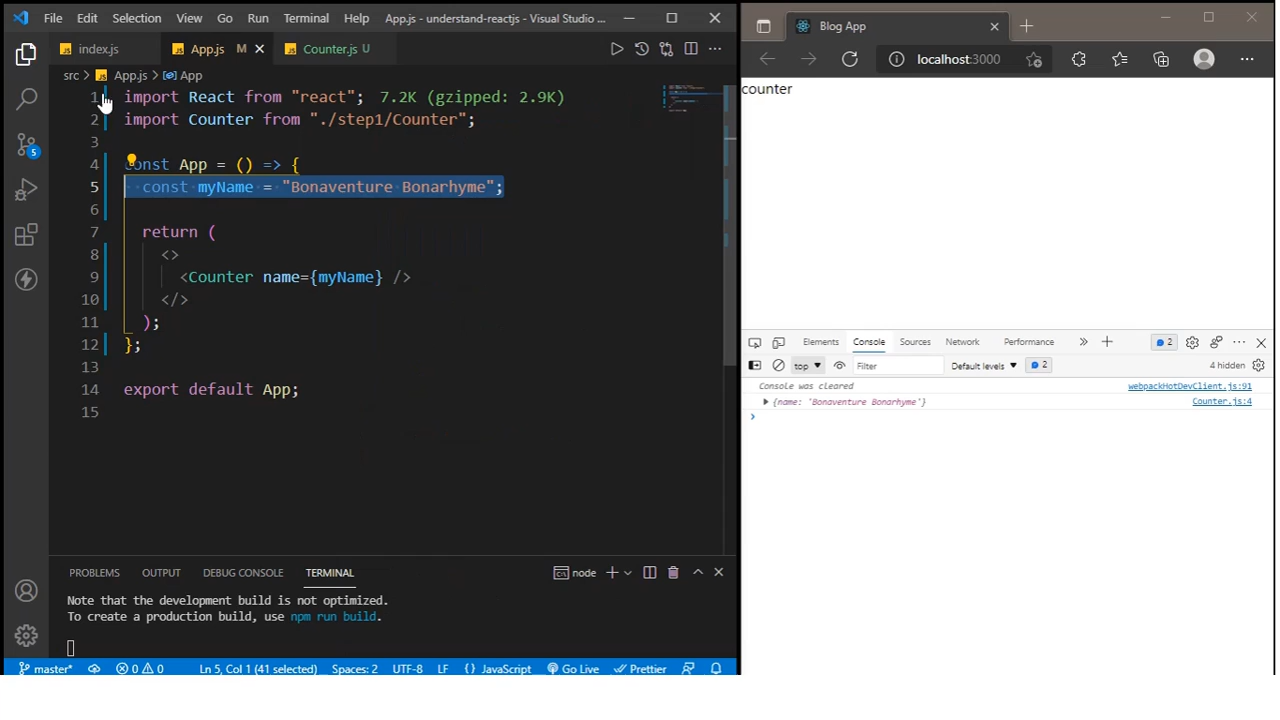 File Edit Selection View Go Run Terminal Help App.js - understand-reactjs - Visual Studio ...
index.js App.js M Counter.js U
src > App.js > App
1 import React from "react"; 7.2K (gzipped: 2.9K)
2 import Counter from "./step1/Counter";
3
4 const App = () => {
5 const myName = "Bonaventure Bonarhyme";
6
7 return (
8 <>
9 <Counter name={myName} />
10 </>
11 );
12 };
13
14 export default App;
15
5
PROBLEMS OUTPUT DEBUG CONSOLE TERMINAL node
Note that the development build is not optimized.
To create a production build, use npm run build.
master* 0 0 Ln 5, Col 1 (41 selected) Spaces: 2 UTF-8 LF {} JavaScript Go Live Prettier
Blog App
localhost:3000
counter
Elements Console Sources Network Performance 2
top Filter Default levels 2 4 hidden
Console was cleared webpackHotDevClient.js:91
{name: 'Bonaventure Bonarhyme'} Counter.js:4